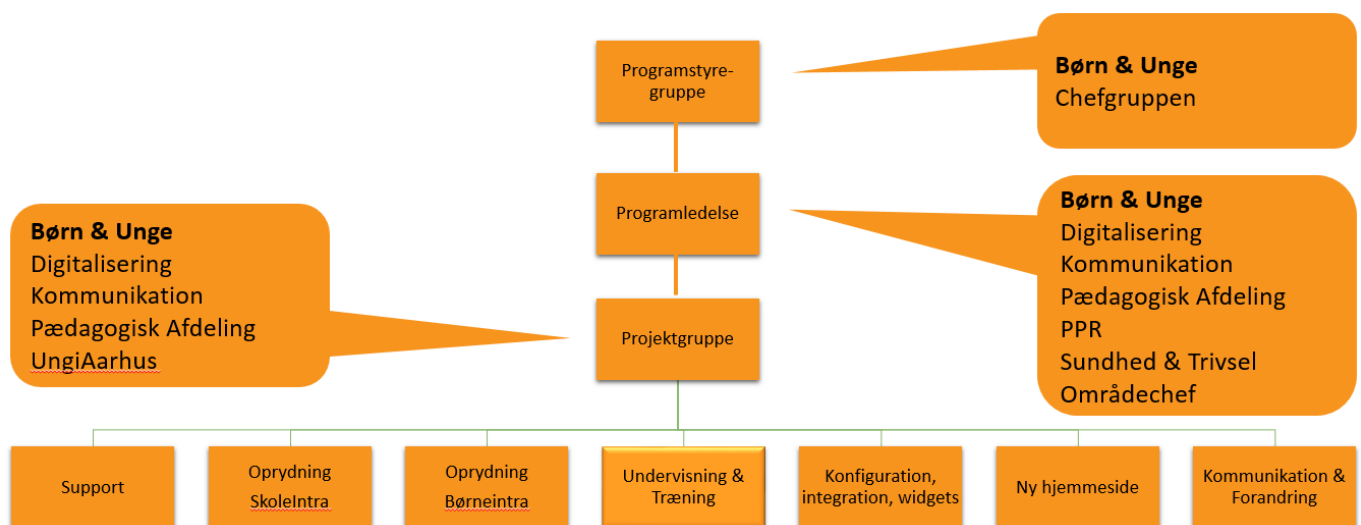 Programstyre-
gruppe
Børn & Unge
Chefgruppen
Programledelse
Børn & Unge
Digitalisering
Kommunikation
Pædagogisk Afdeling
PPR
Sundhed & Trivsel
Områdechef
Børn & Unge
Digitalisering
Kommunikation
Pædagogisk Afdeling
UngiAarhus
Projektgruppe
Support
Oprydning
SkoleIntra
Oprydning
Børneintra
Undervisning &
Træning
Konfiguration,
integration, widgets
Ny hjemmeside
Kommunikation &
Forandring